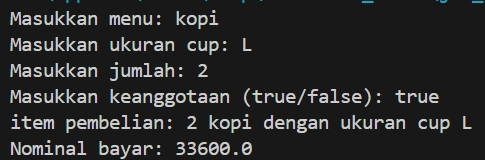 Masukkan menu: kopi
Masukkan ukuran cup: L
Masukkan jumlah: 2
Masukkan keanggotaan (true/false): true
item pembelian: 2 kopi dengan ukuran cup L
Nominal bayar: 33600.0